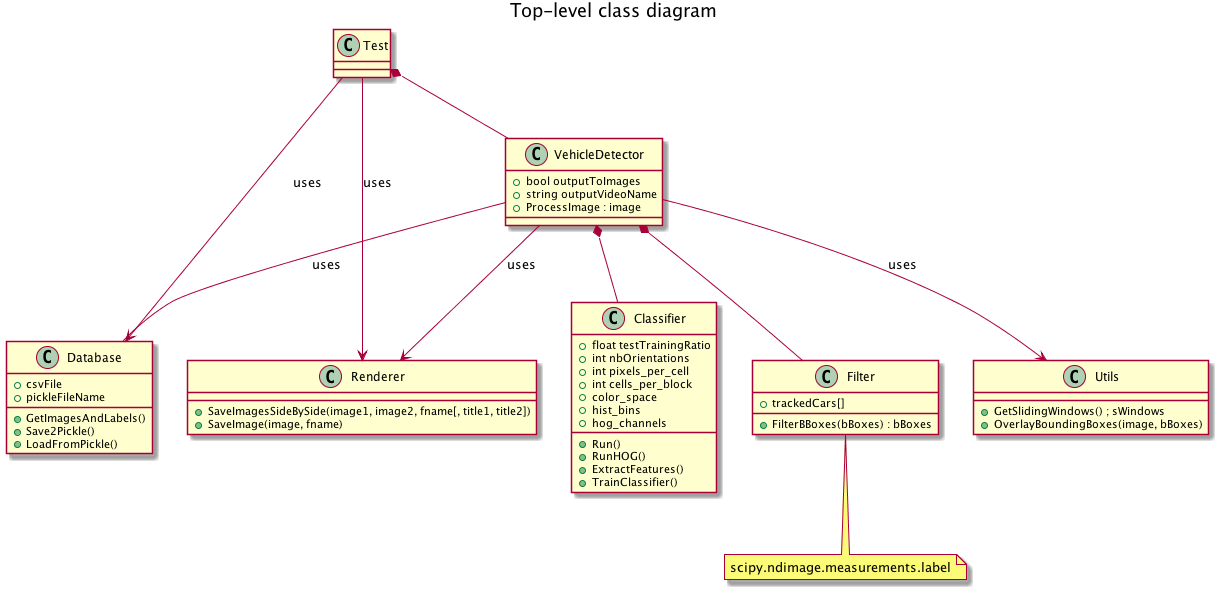 Top-level class diagram
C Test
uses
uses
C VehicleDetector
bool outputToImages
string outputVideoName
ProcessImage : image
uses
uses
uses
C Database
csvFile
pickleFileName
GetImagesAndLabels()
Save2Pickle()
LoadFromPickle()
C Renderer
SaveImagesSideBySide(image1, image2, fname[, title1, title2])
SaveImage(image, fname)
C Classifier
float testTrainingRatio
int nbOrientations
int pixels_per_cell
int cells_per_block
color_space
hist_bins
hog_channels
Run()
RunHOG()
ExtractFeatures()
TrainClassifier()
C Filter
trackedCars[]
FilterBBoxes(bBoxes) : bBoxes
C Utils
GetSlidingWindows() ; sWindows
OverlayBoundingBoxes(image, bBoxes)
scipy.ndimage.measurements.label